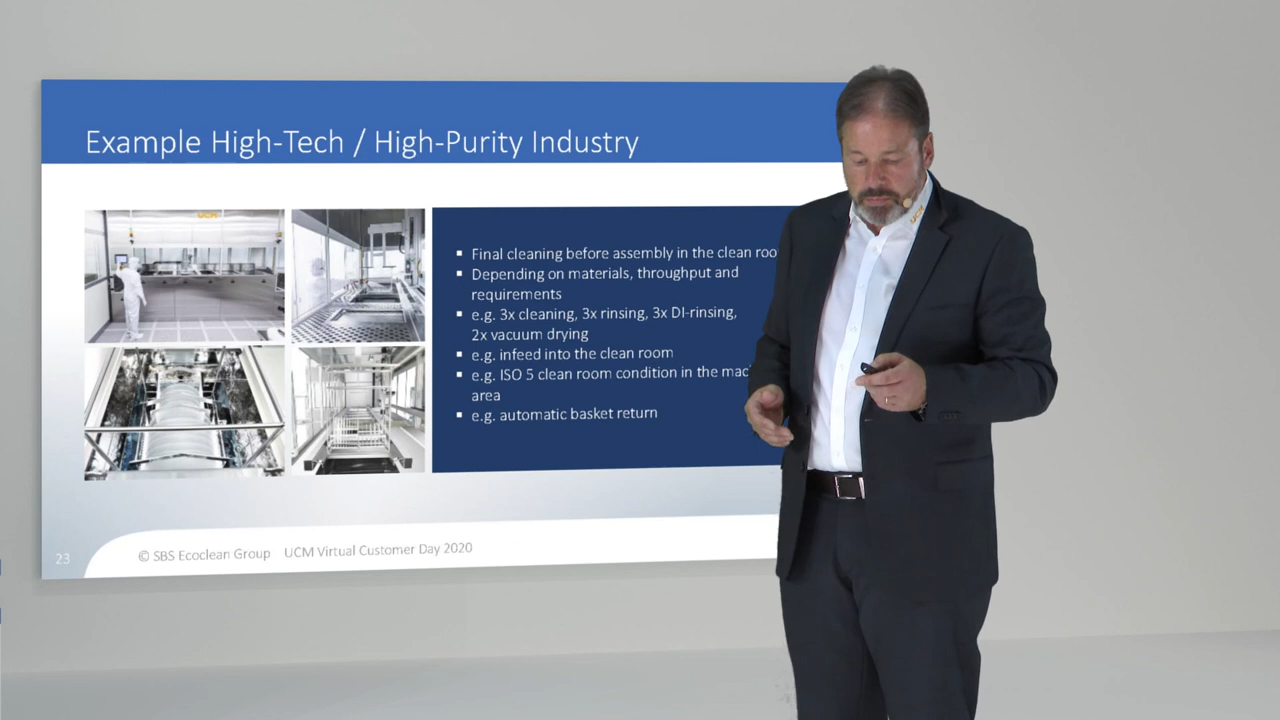 Example High-Tech / High-Purity Industry
UCM
▪ Final cleaning before assembly in the clean roo
▪ Depending on materials, throughput and
requirements
▪ e.g. 3x cleaning, 3x rinsing, 3x DI-rinsing,
2x vacuum drying
▪ e.g. infeed into the clean room
▪ e.g. ISO 5 clean room condition in the mac
area
▪ e.g. automatic basket return
23
© SBS Ecoclean Group UCM Virtual Customer Day 2020
UCM